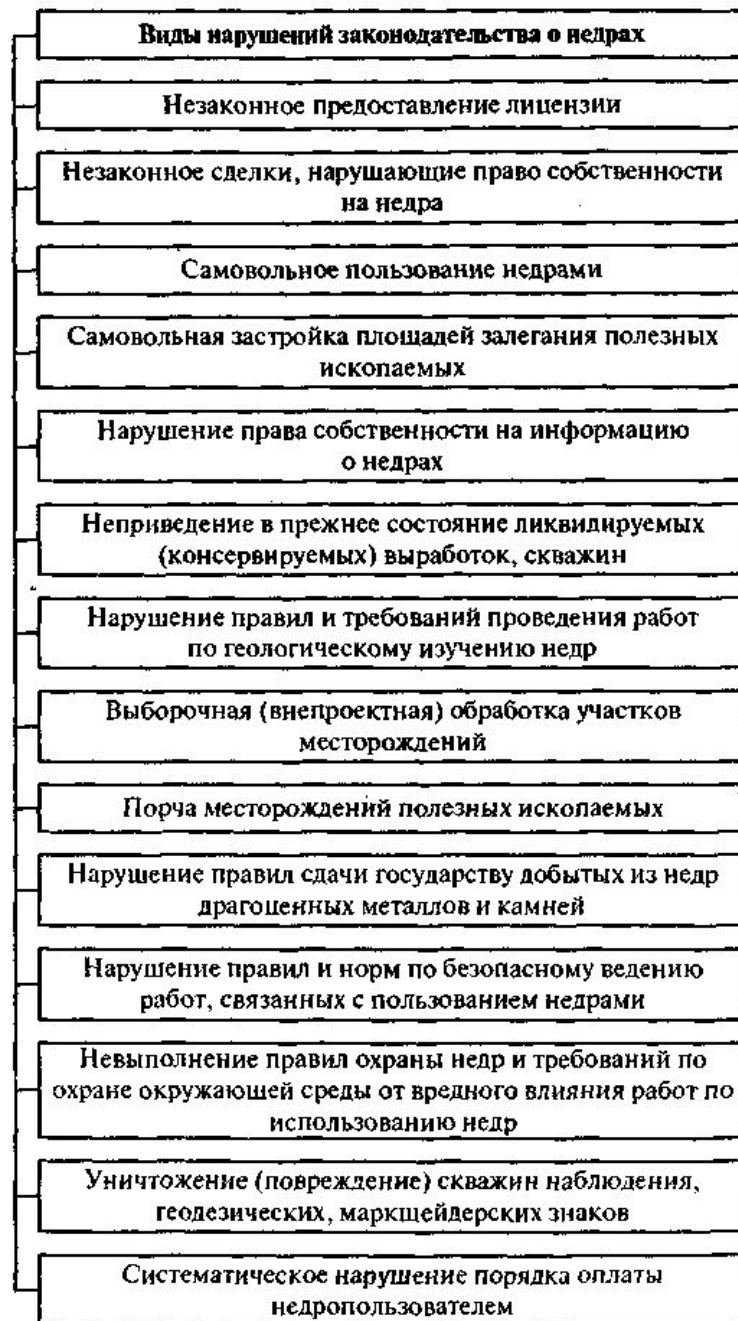 Виды нарушений законодательства о недрах
Незаконное предоставление лицензии
Незаконное сделки, нарушающие право собственности
на недра
Самовольное пользование недрами
Самовольная застройка площадей залегания полезных
ископаемых
Нарушение права собственности на информацию
о недрах
Неприведение в прежнее состояние ликвидируемых
(консервируемых) выработок, скважин
Нарушение правил и требований проведения работ
по геологическому изучению недр
Выборочная (внепроектная) обработка участков
месторождений
Порча месторождений полезных ископаемых
Нарушение правил сдачи государству добытых из недр
драгоценных металлов и камней
Нарушение правил и норм по безопасному ведению
работ, связанных с пользованием недрами
Невыполнение правил охраны недр и требований по
охране окружающей среды от вредного влияния работ по
использованию недр
Уничтожение (повреждение) скважин наблюдения,
геодезических, маркшейдерских знаков
Систематическое нарушение порядка оплаты
недропользователем